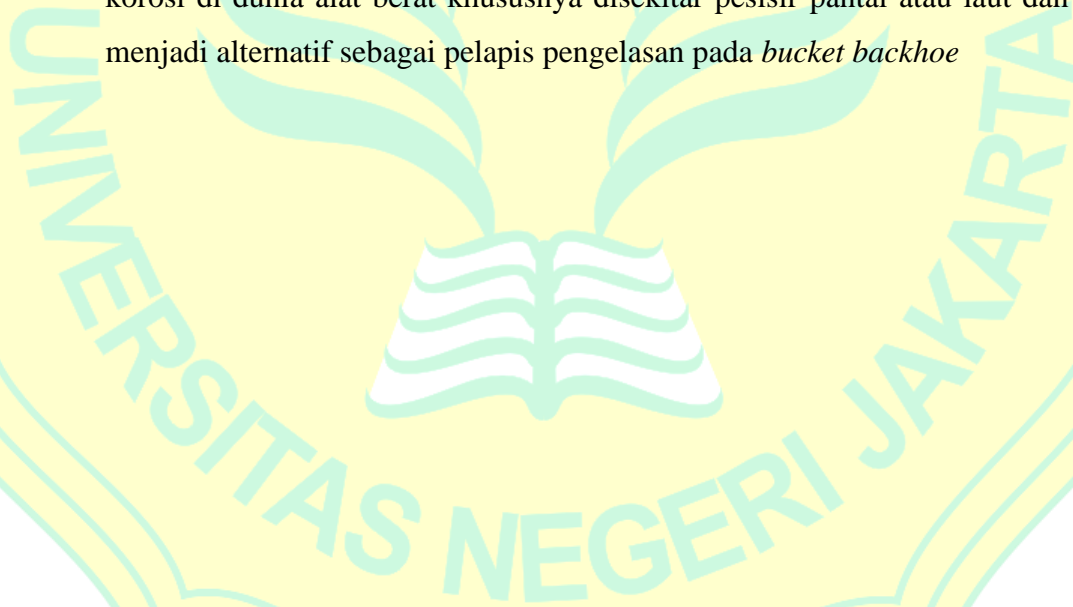 korosi di dunia alat berat khususnya disekitar pesisir pantai atau laut dan
menjadi alternatif sebagai pelapis pengelasan pada bucket backhoe
UNIVERSITAS NEGERI JAKARTA